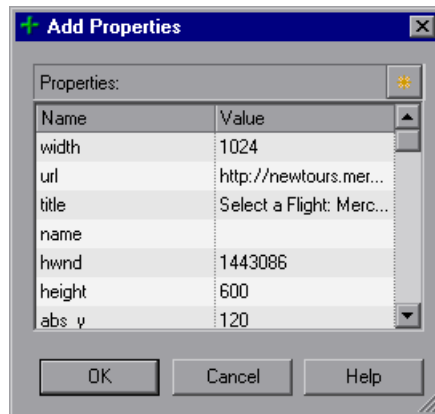 Add Properties
Properties:
Name Value
width 1024
url http://newtours.mer...
title Select a Flight: Merc...
name
hwnd 1443086
height 600
abs_y 120
OK Cancel Help